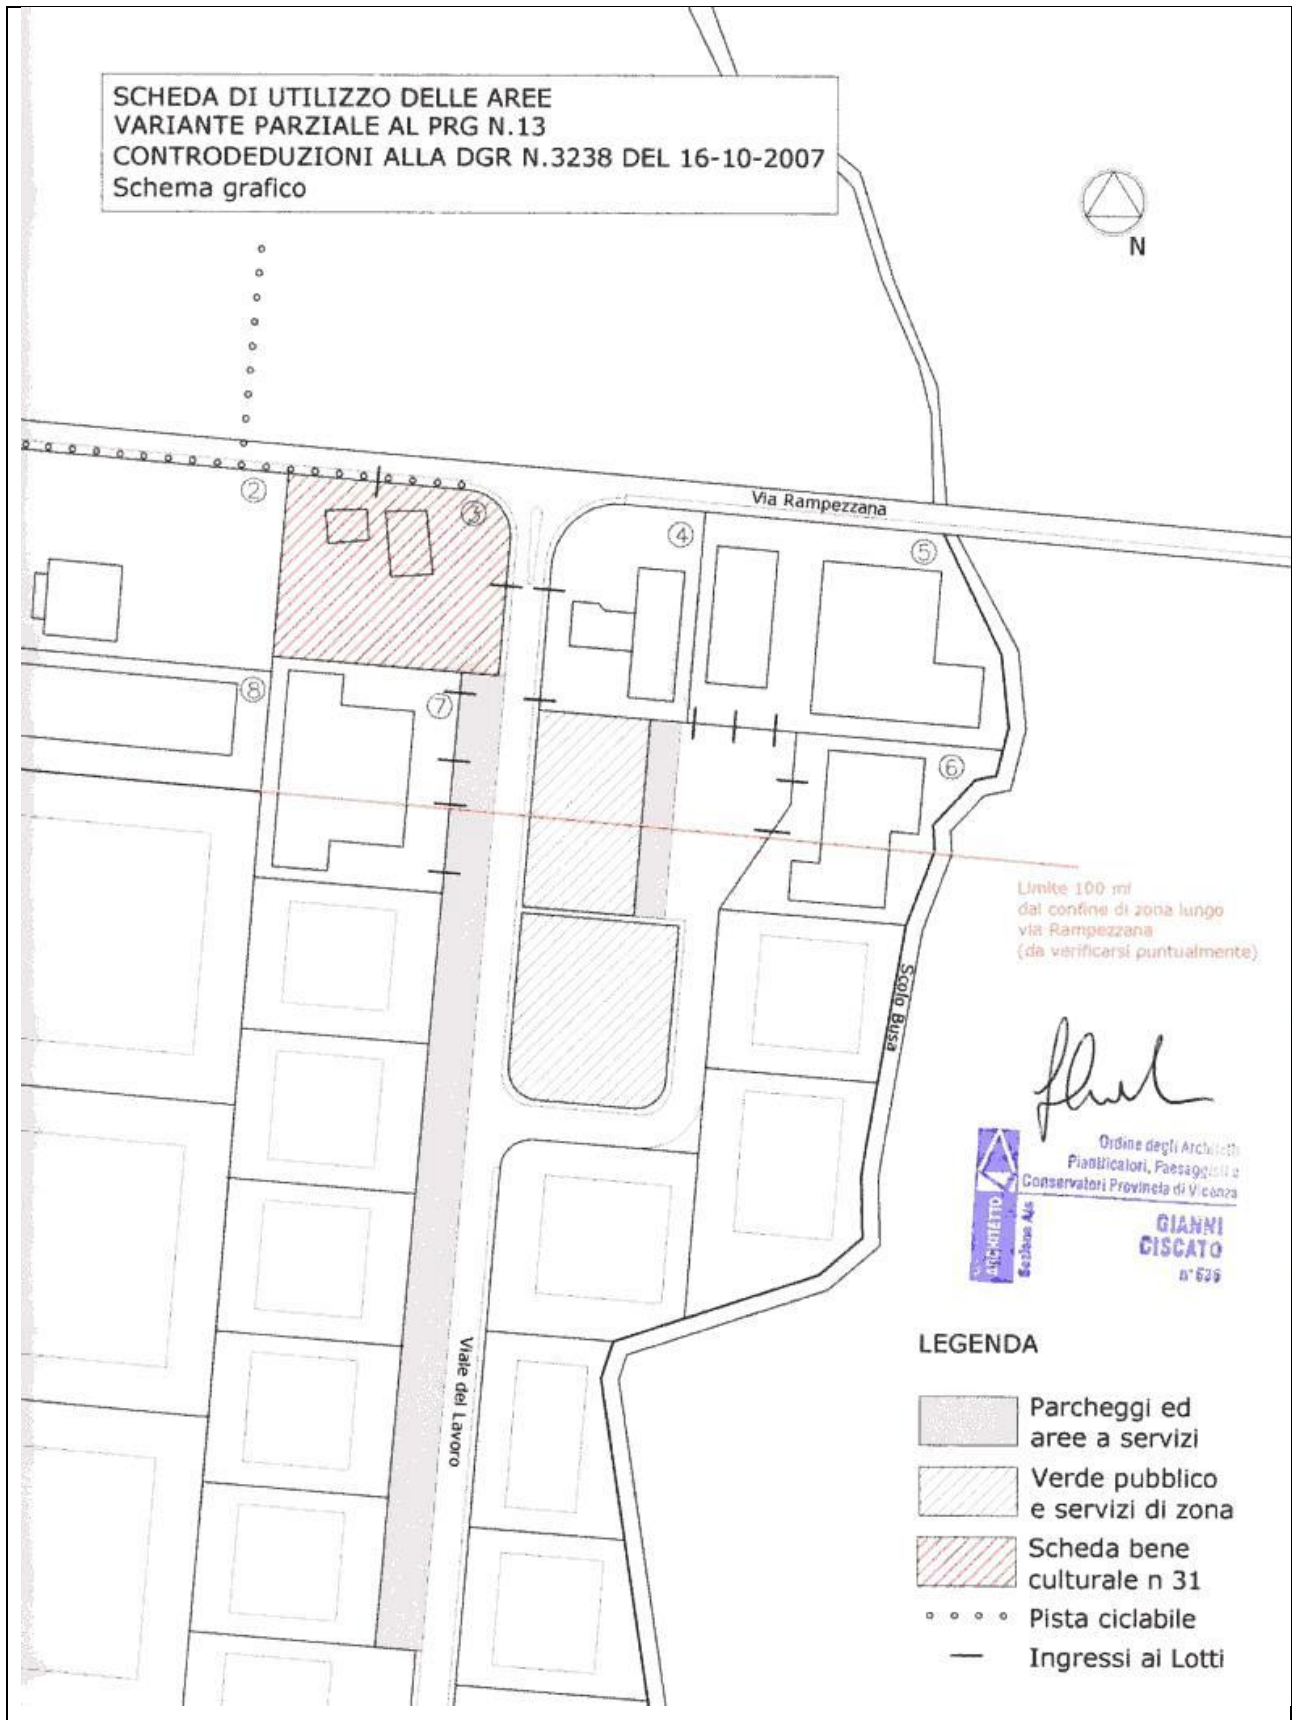 SCHEDA DI UTILIZZO DELLE AREE
VARIANTE PARZIALE AL PRG N.13
CONTRODEDUZIONI ALLA DGR N.3238 DEL 16-10-2007
Schema grafico
N
2
3
Via Rampezzana
4
5
8
7
6
Limite 100 ml
dal confine di zona lungo
via Rampezzana
(da verificarsi puntualmente)
Scolo Busa
Ordine degli Architetti
Pianificatori, Paesaggisti e
Conservatori Provincia di Vicenza
ARCHITETTO
Sezione A/a
GIANNI
CISCATO
n° 636
Viale del Lavoro
LEGENDA
Parcheggi ed
aree a servizi
Verde pubblico
e servizi di zona
Scheda bene
culturale n 31
Pista ciclabile
Ingressi ai Lotti